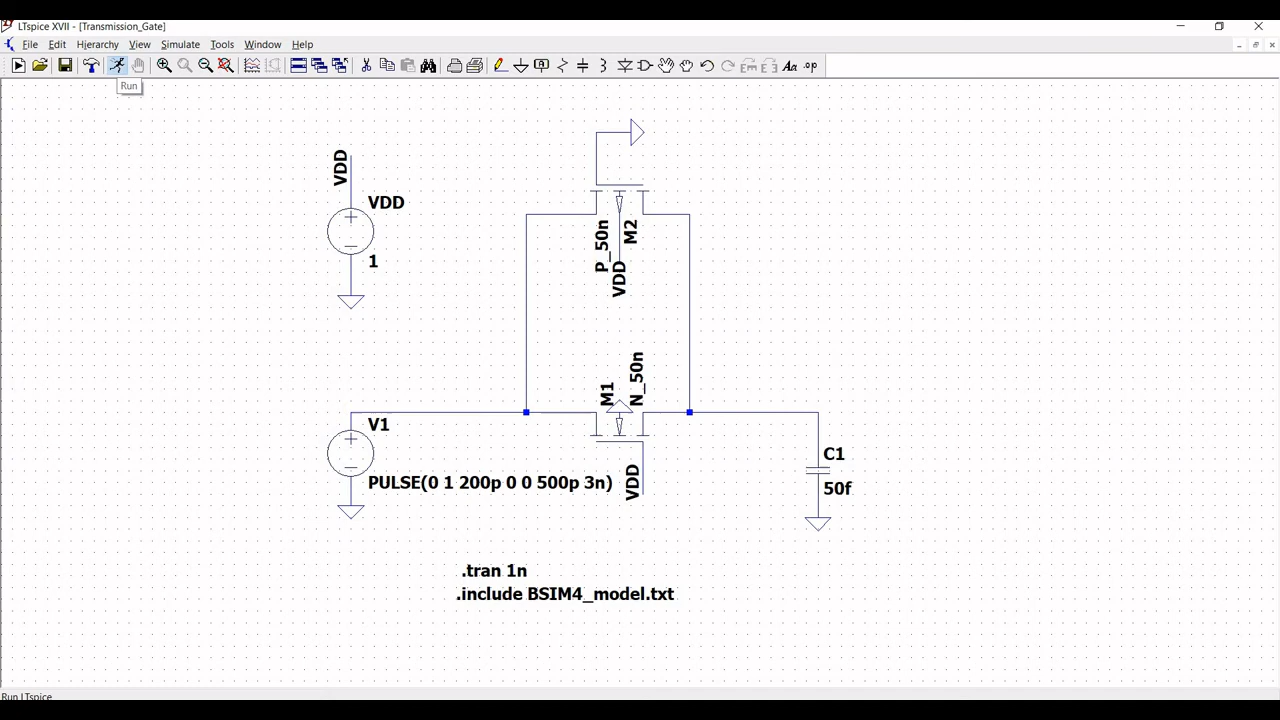 LTspice XVII - [Transmission_Gate]
File Edit Hierarchy View Simulate Tools Window Help
Aa .op
Run
VDD
VDD
1
P_50n
M2
VDD
M1
N_50n
V1
PULSE(0 1 200p 0 0 500p 3n)
VDD
C1
50f
.tran 1n
.include BSIM4_model.txt
Run LTspice